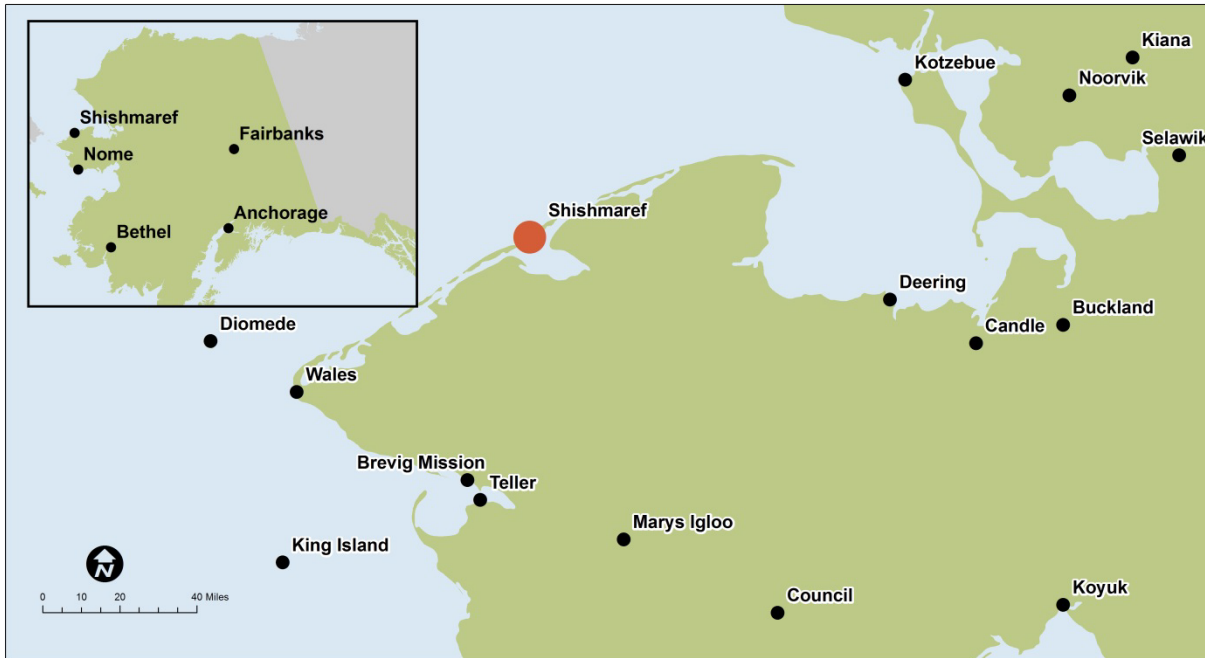 Shishmaref
Nome
Fairbanks
Anchorage
Bethel
Kiana
Kotzebue
Noorvik
Selawik
Shishmaref
Deering
Buckland
Candle
Diomede
Wales
Brevig Mission
Teller
Marys Igloo
King Island
Council
Koyuk
N
0 10 20 40 Miles